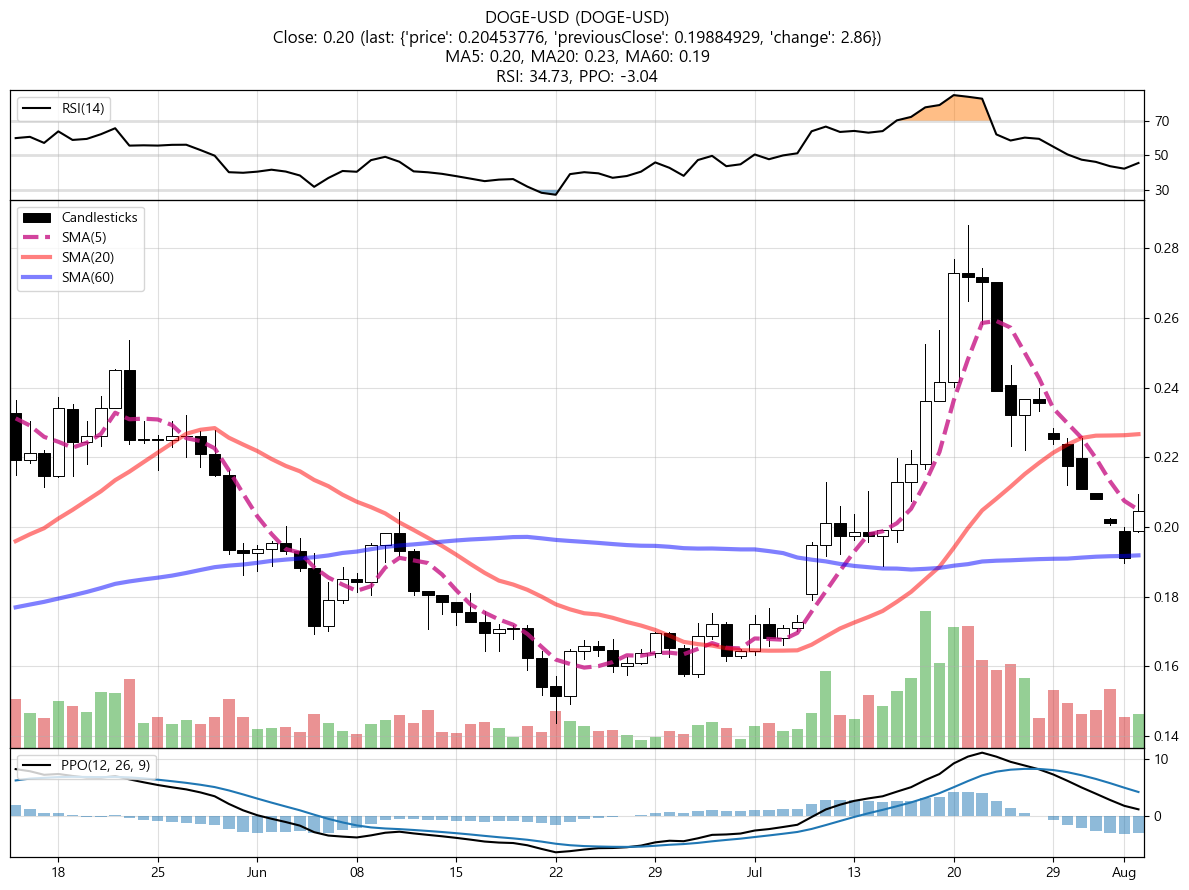 DOGE-USD (DOGE-USD)
Close: 0.20 (last: {'price': 0.20453776, 'previousClose': 0.19884929, 'change': 2.86})
MA5: 0.20, MA20: 0.23, MA60: 0.19
RSI: 34.73, PPO: -3.04
RSI(14)
70
50
30
Candlesticks
SMA(5)
SMA(20)
SMA(60)
0.28
0.26
0.24
0.22
0.20
0.18
0.16
0.14
PPO(12, 26, 9)
10
0
18 25 Jun 08 15 22 29 Jul 13 20 29 Aug